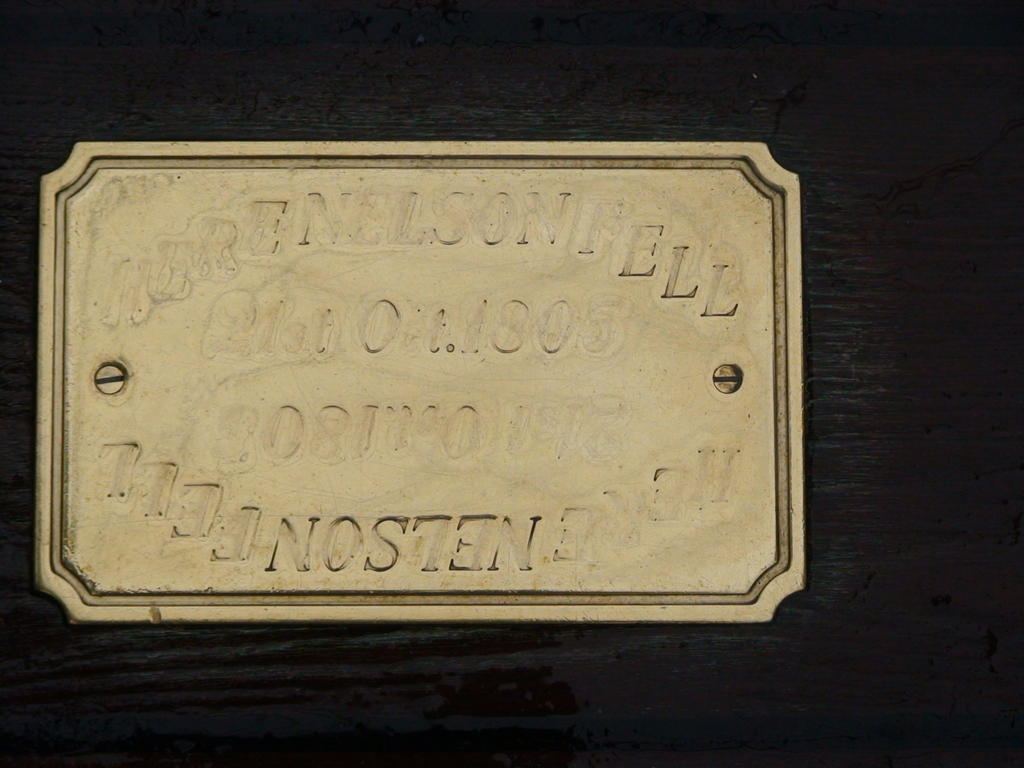 HERE NELSON FELL
21st Oct. 1805
21st Oct. 1805
HERE NELSON FELL